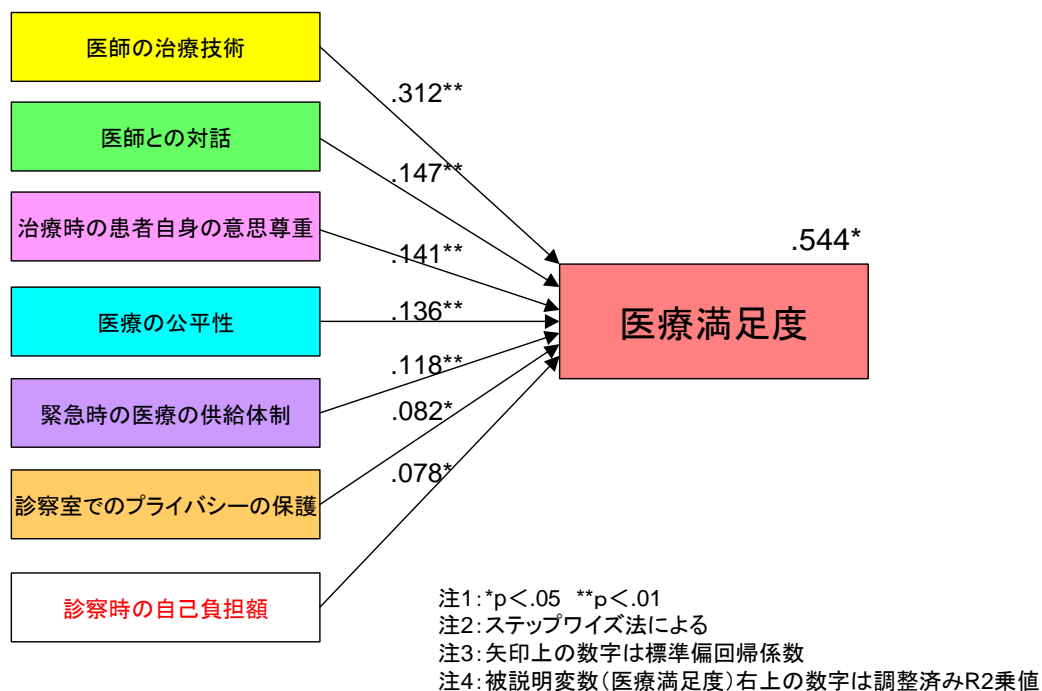 医師の治療技術
.312**
医師との対話
.147**
治療時の患者自身の意思尊重
.141**
.544*
医療の公平性
.136**
医療満足度
緊急時の医療の供給体制
.118**
.082*
診察室でのプライバシーの保護
.078*
診察時の自己負担額
注1:*p<.05 **p<.01
注2:ステップワイズ法による
注3:矢印上の数字は標準偏回帰係数
注4:被説明変数(医療満足度)右上の数字は調整済みR2乗値